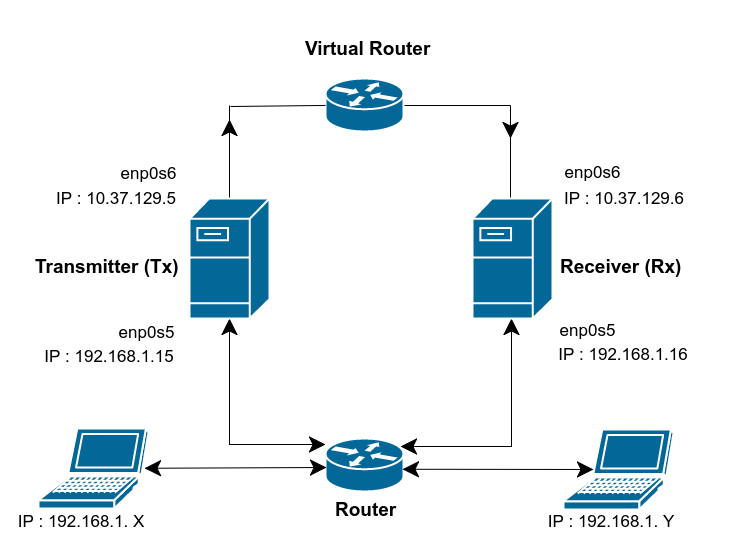 Virtual Router
enp0s6
IP : 10.37.129.5
enp0s6
IP : 10.37.129.6
Transmitter (Tx)
Receiver (Rx)
enp0s5
IP : 192.168.1.15
enp0s5
IP : 192.168.1.16
Router
IP : 192.168.1. X
IP : 192.168.1. Y